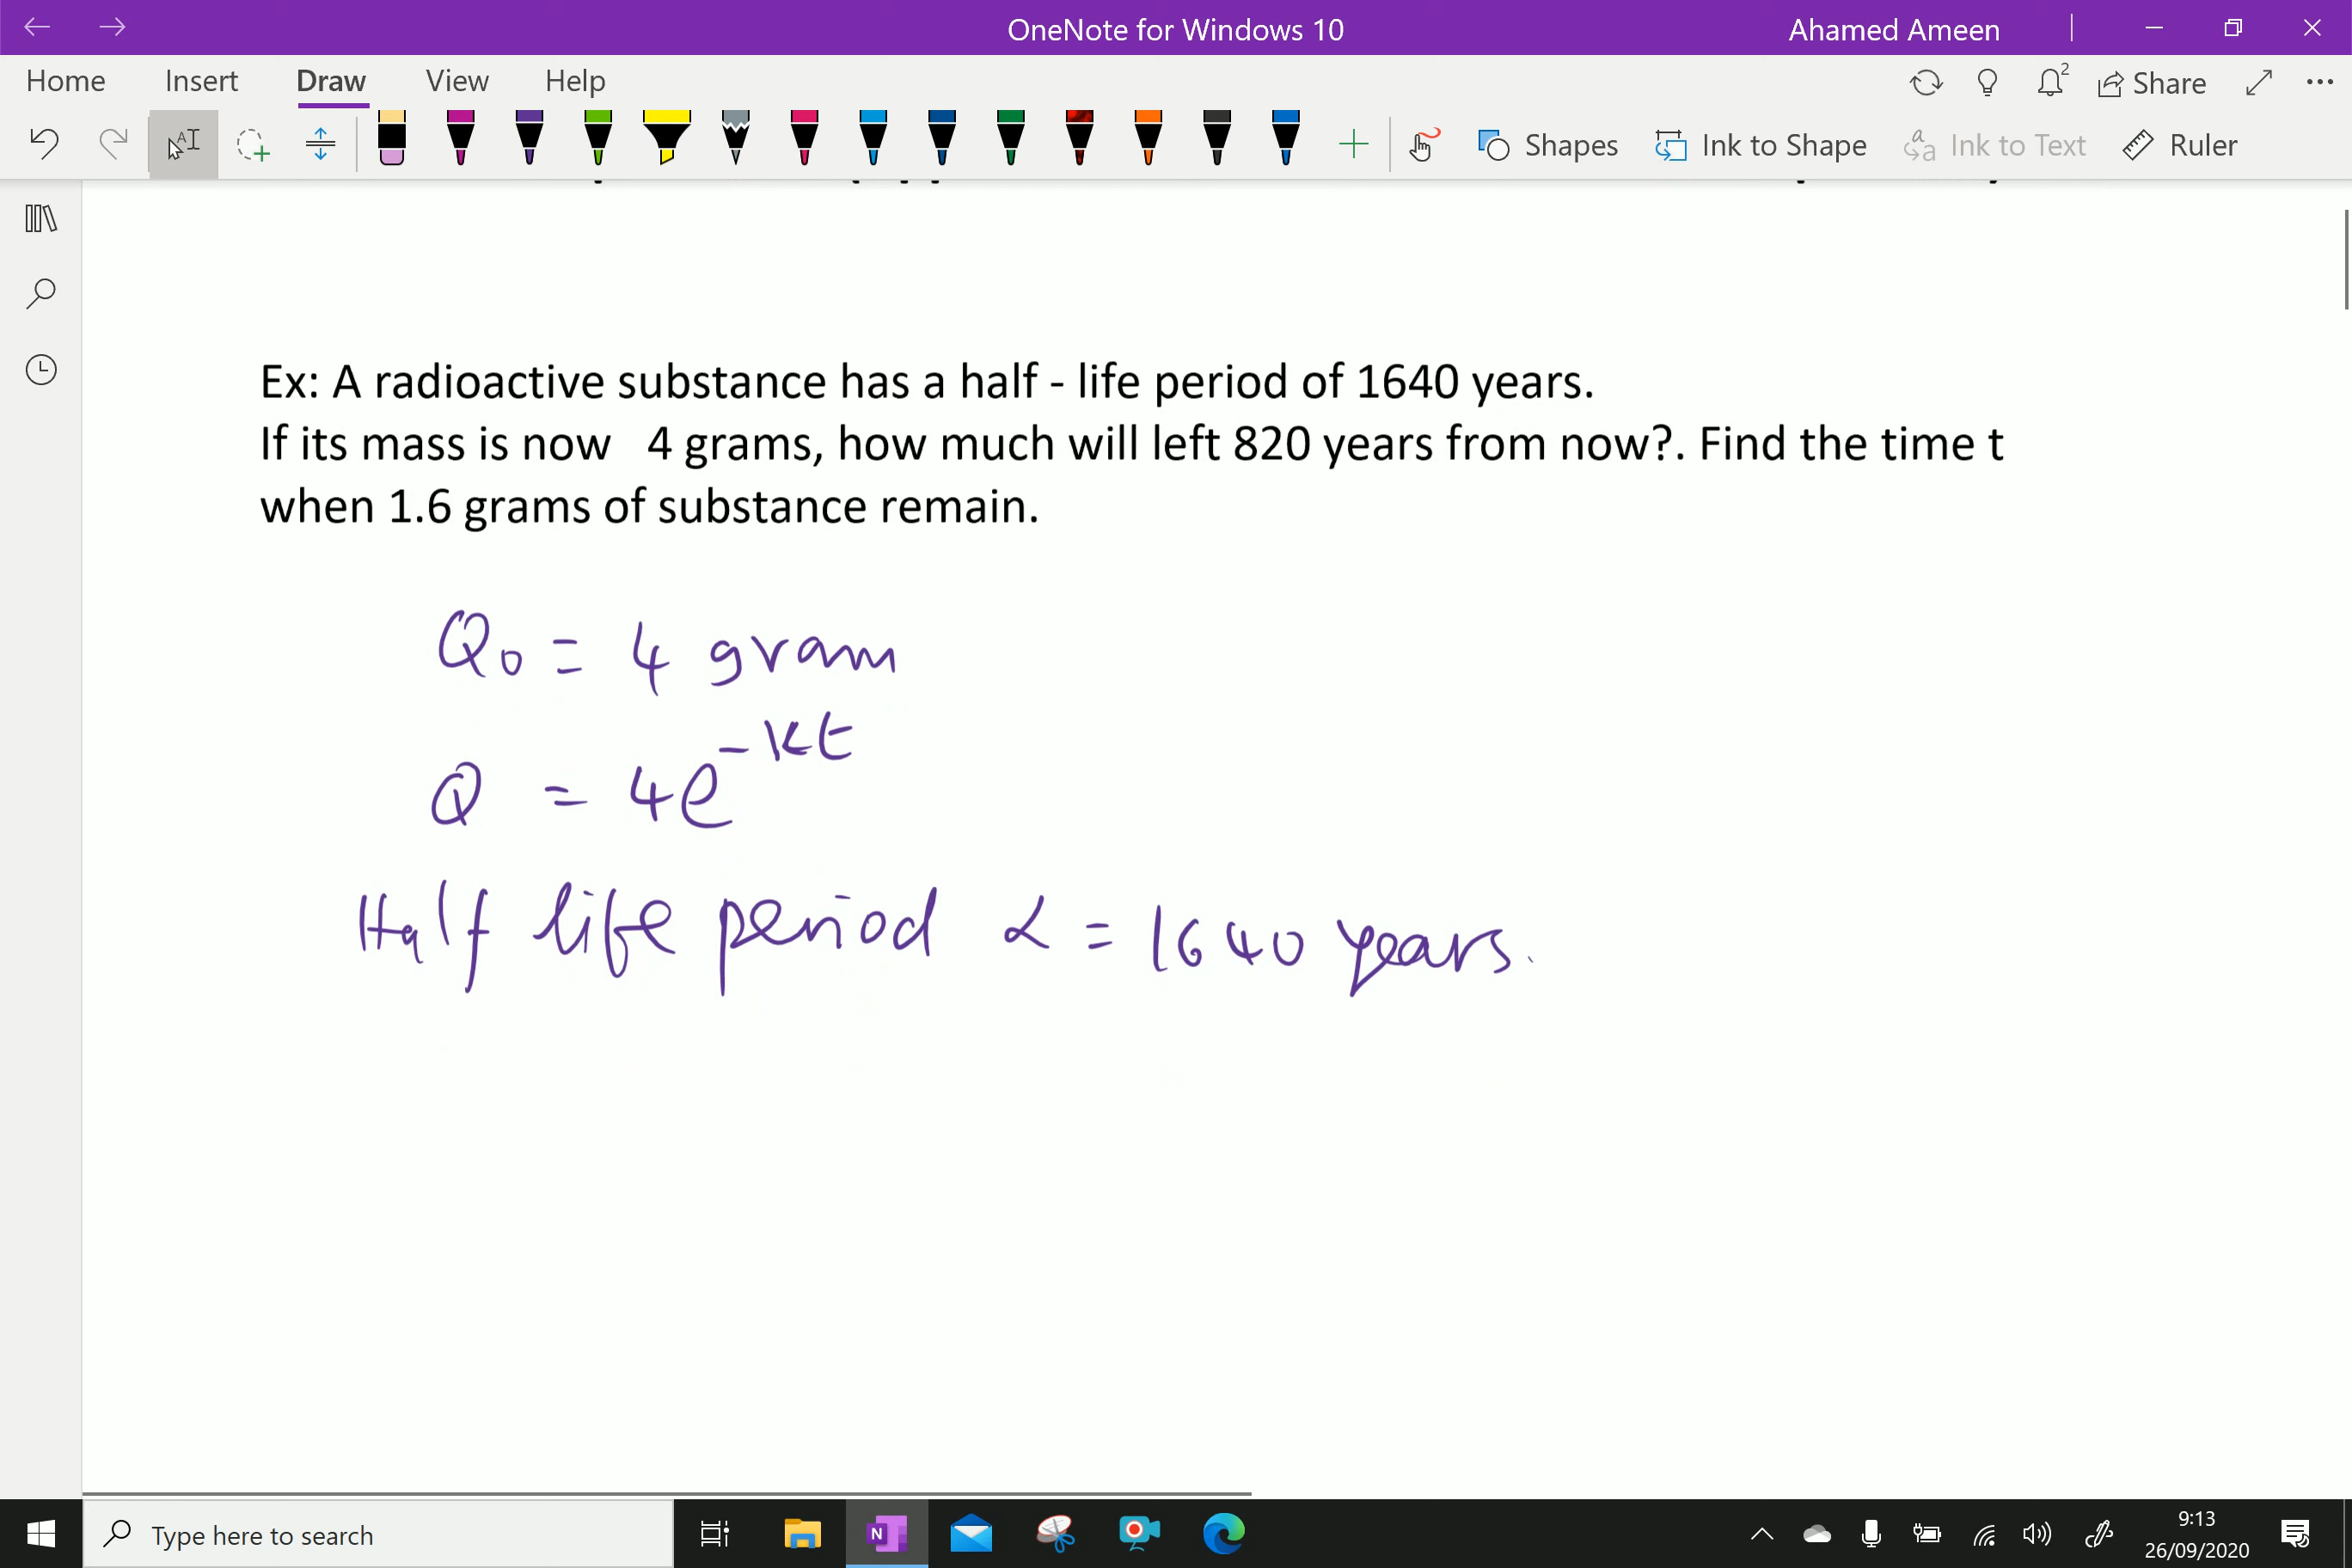 OneNote for Windows 10
Ahamed Ameen
Home Insert Draw View Help
2
Share
Shapes
Ink to Shape
Ink to Text
Ruler
Ex: A radioactive substance has a half - life period of 1640 years.
If its mass is now 4 grams, how much will left 820 years from now?. Find the time t
when 1.6 grams of substance remain.
Q₀ = 4 gram
Q = 4e^-kt
Half life period α = 1640 years.
Type here to search
9:13
26/09/2020